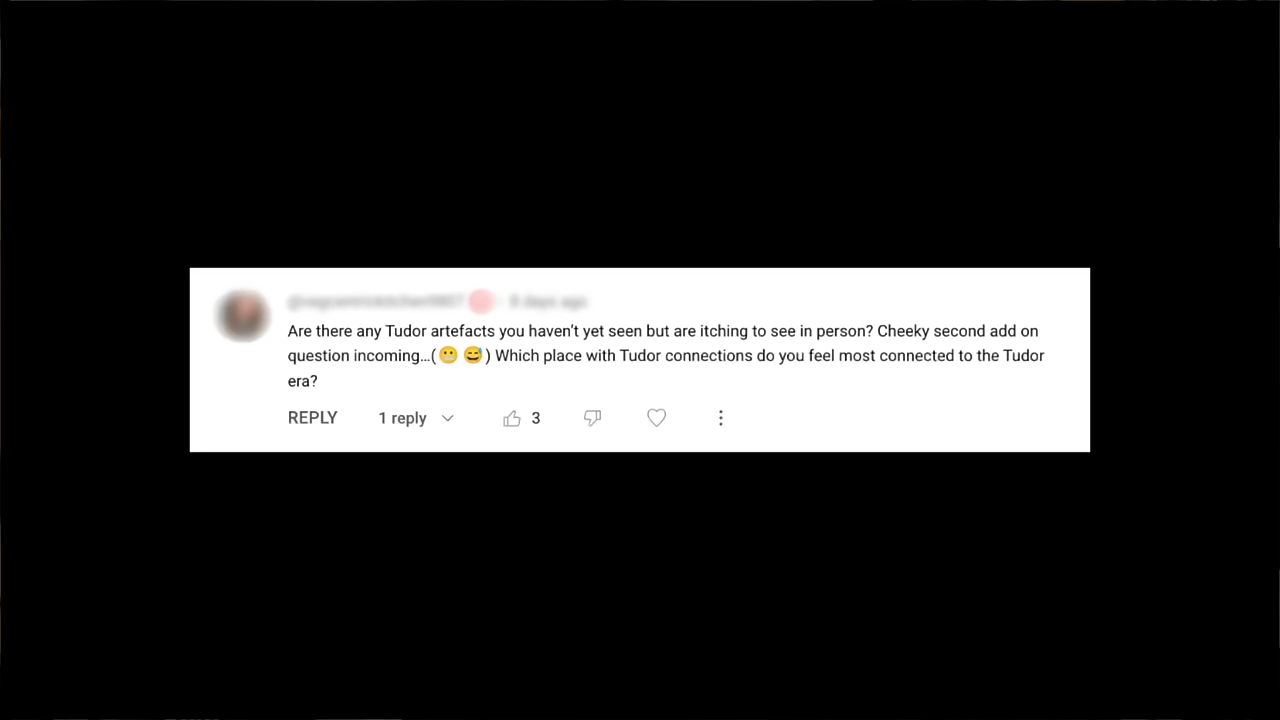 Are there any Tudor artefacts you haven't yet seen but are itching to see in person? Cheeky second add on
question incoming...(😬 😅) Which place with Tudor connections do you feel most connected to the Tudor
era?
REPLY 1 reply 3